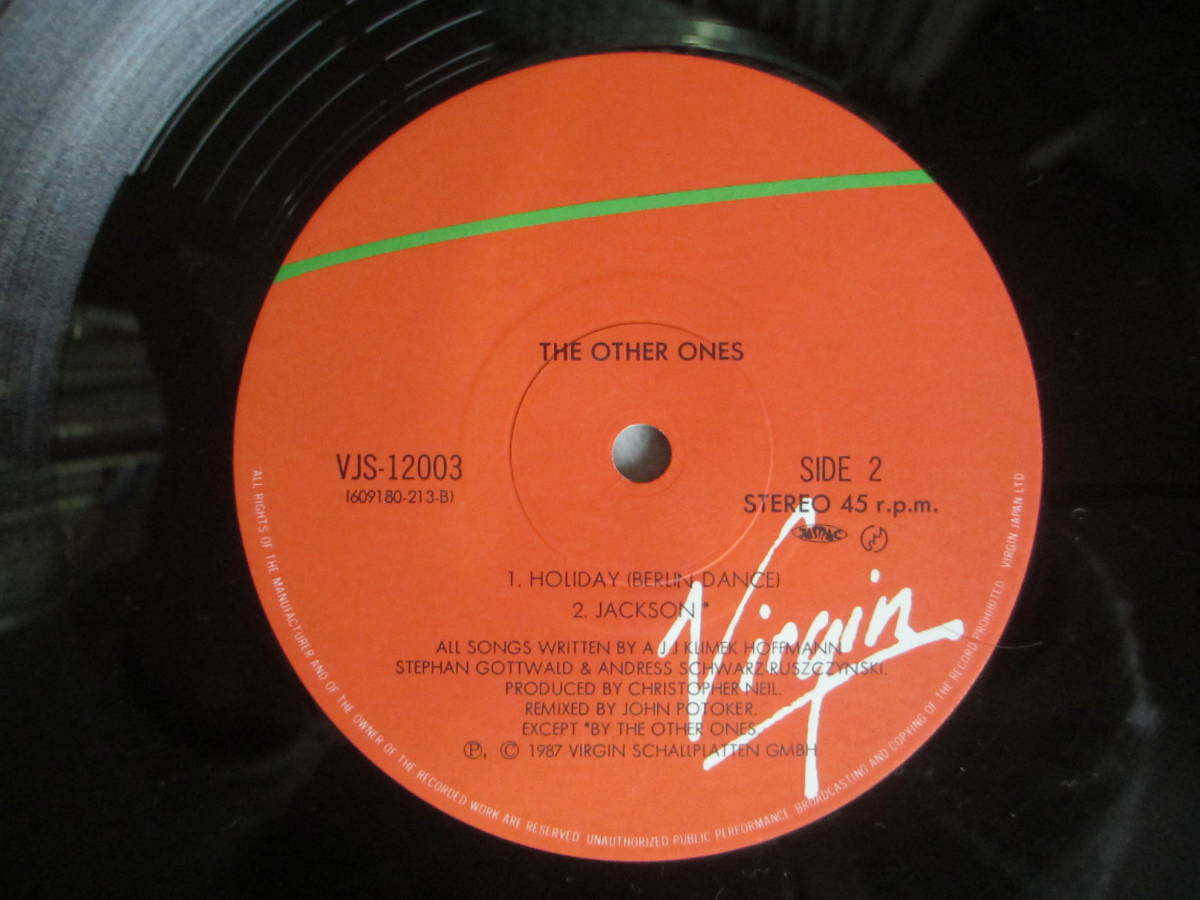 THE OTHER ONES
VJS-12003
(609180-213-B)
SIDE 2
STEREO 45 r.p.m.
JASRAC
1. HOLIDAY (BERLIN DANCE)
2. JACKSON *
Virgin
ALL SONGS WRITTEN BY A J J KLIMEK HOFFMANN
STEPHAN GOTTWALD & ANDRESS SCHWARZ-RUSZCZYNSKI.
PRODUCED BY CHRISTOPHER NEIL.
REMIXED BY JOHN POTOKER.
EXCEPT *BY THE OTHER ONES
Ⓟ, © 1987 VIRGIN SCHALLPLATTEN GMBH
ALL RIGHTS OF THE MANUFACTURER AND OF THE OWNER OF THE RECORDED WORK ARE RESERVED. UNAUTHORIZED PUBLIC PERFORMANCE. BROADCASTING AND COPYING OF THE RECORD PROHIBITED VIRGIN JAPAN LTD